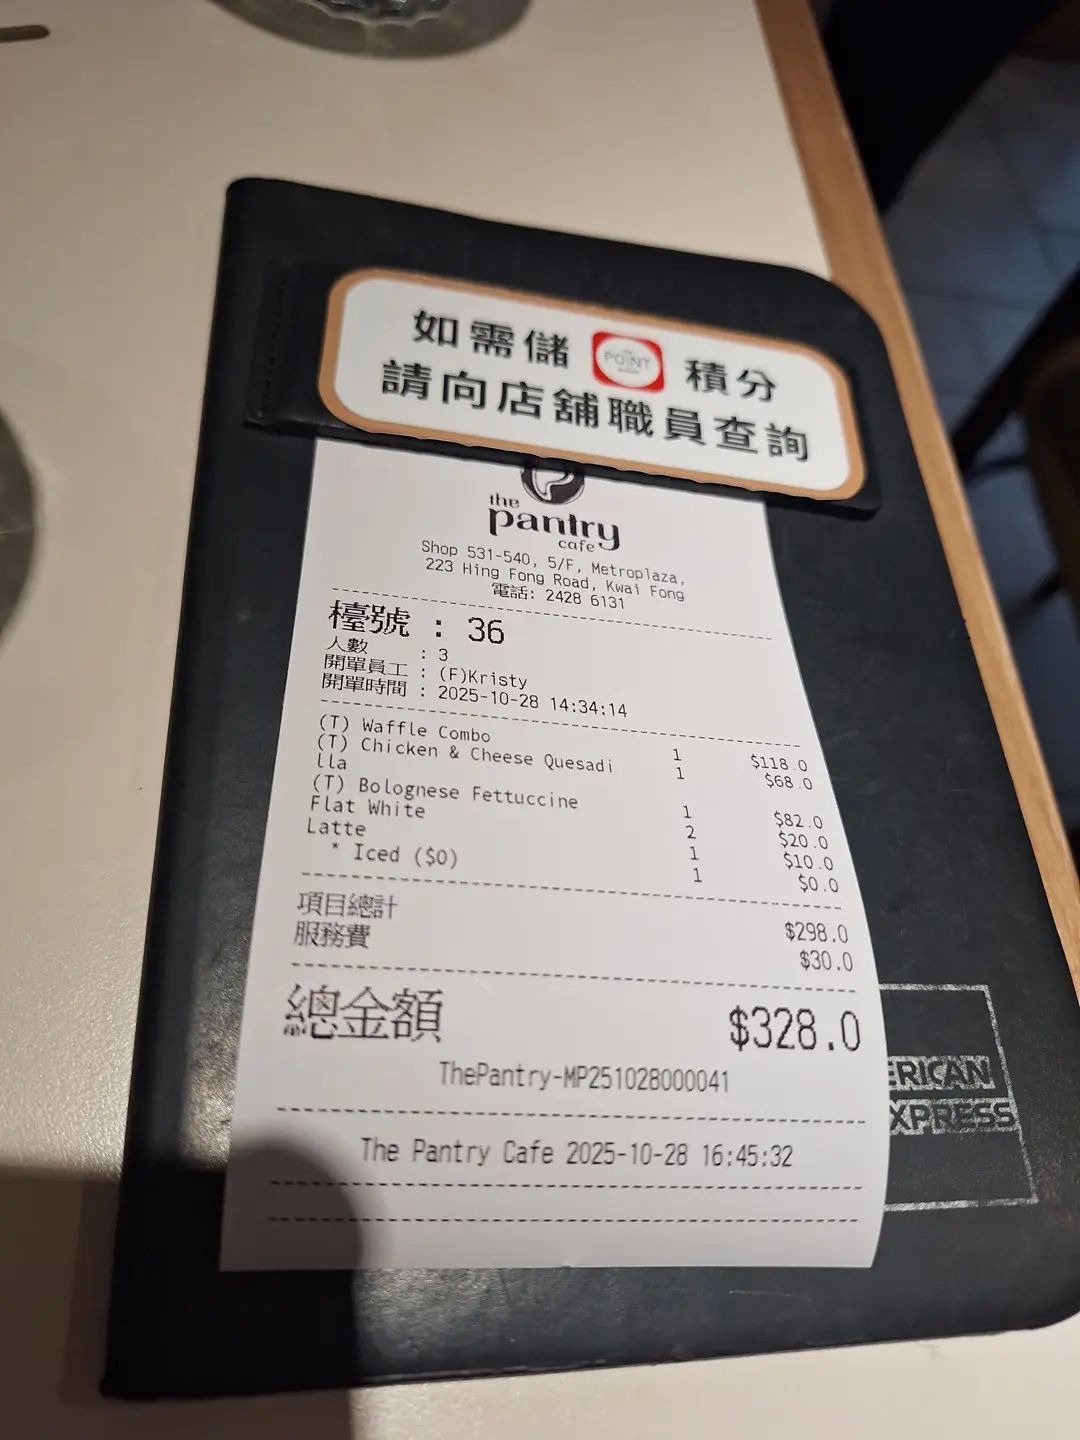 如需儲 POINT 積分
請向店舖職員查詢
the
pantry
cafe
Shop 531-540, 5/F, Metroplaza,
223 Hing Fong Road, Kwai Fong
電話: 2428 6131
檯號 : 36
人數 : 3
開單員工 : (F)Kristy
開單時間 : 2025-10-28 14:34:14
(T) Waffle Combo 1 $118.0
(T) Chicken & Cheese Quesadi 1 $68.0
lla
(T) Bolognese Fettuccine 1 $82.0
Flat White 2 $20.0
Latte 1 $10.0
* Iced ($0) 1 $0.0
項目總計 $298.0
服務費 $30.0
總金額 $328.0
ThePantry-MP251028000041
The Pantry Cafe 2025-10-28 16:45:32
ERICAN
XPRESS